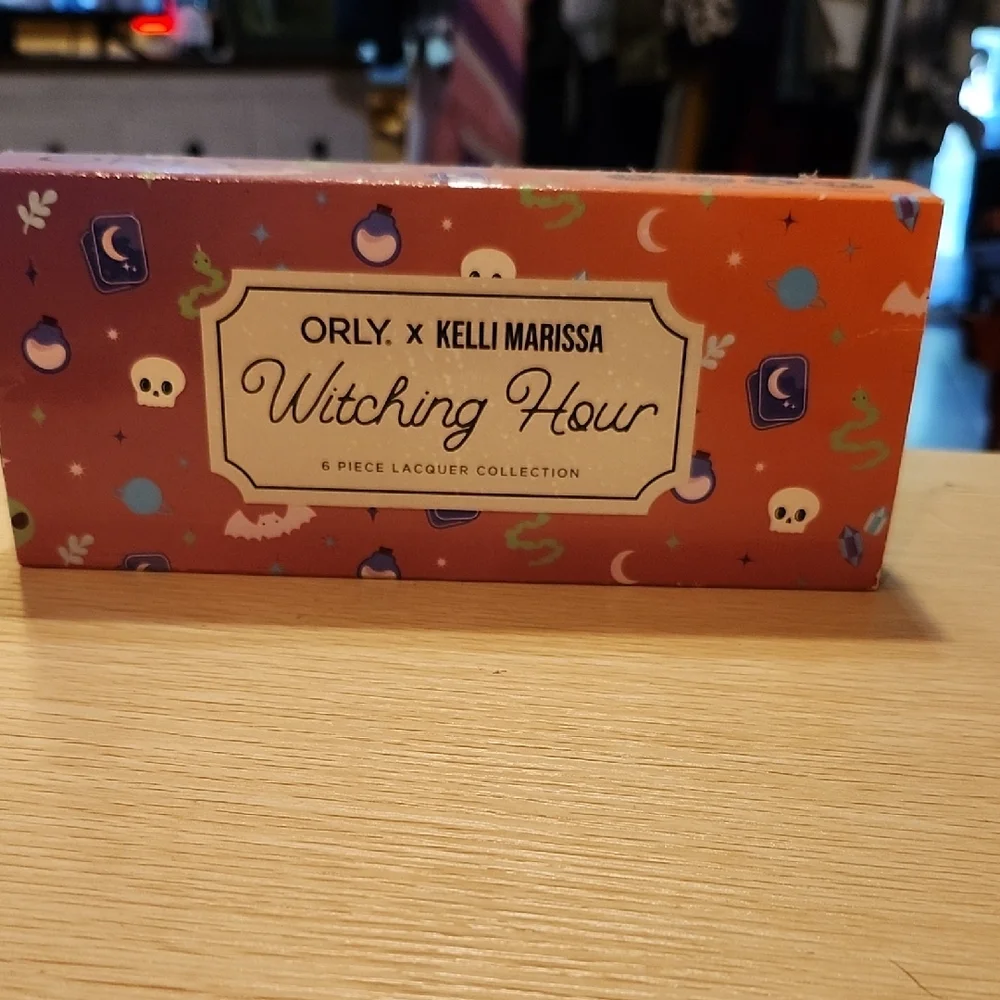 ORLY® x KELLI MARISSA
Witching Hour
6 PIECE LACQUER COLLECTION